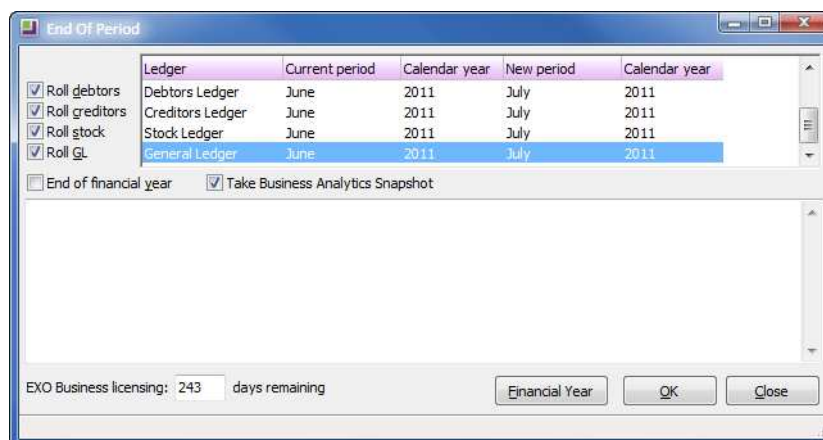 End Of Period
Ledger Current period Calendar year New period Calendar year
Roll debtors Debtors Ledger June 2011 July 2011
Roll creditors Creditors Ledger June 2011 July 2011
Roll stock Stock Ledger June 2011 July 2011
Roll GL General Ledger June 2011 July 2011
End of financial year Take Business Analytics Snapshot
EXO Business licensing: 243 days remaining Financial Year OK Close